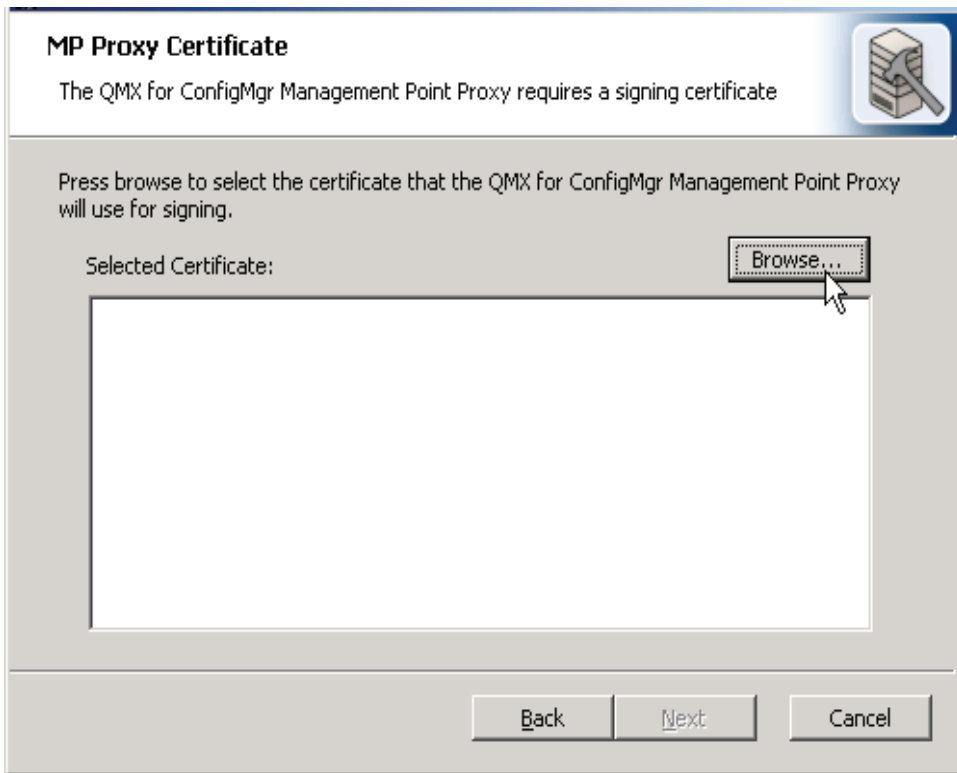 MP Proxy Certificate
The QMX for ConfigMgr Management Point Proxy requires a signing certificate
Press browse to select the certificate that the QMX for ConfigMgr Management Point Proxy
will use for signing.
Selected Certificate:
Browse...
Back
Next
Cancel